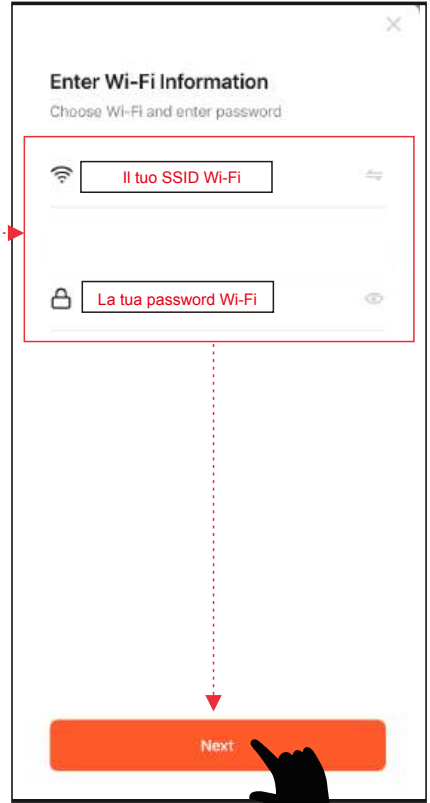 Enter Wi-Fi Information
Choose Wi-Fi and enter password
Il tuo SSID Wi-Fi
La tua password Wi-Fi
Next